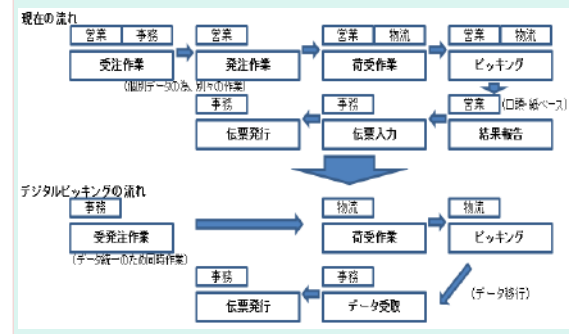 現在の流れ
営業 事務 営業 営業 物流 営業 物流
受注作業 発注作業 荷受作業 ピッキング
(個別データの為、別々の作業)
事務 事務 営業 (口頭・紙ベース)
伝票発行 伝票入力 結果報告
デジタルピッキングの流れ
事務 物流 物流
受発注作業 荷受作業 ピッキング
(データ統一のため同時作業)
事務 事務 (データ移行)
伝票発行 データ受取